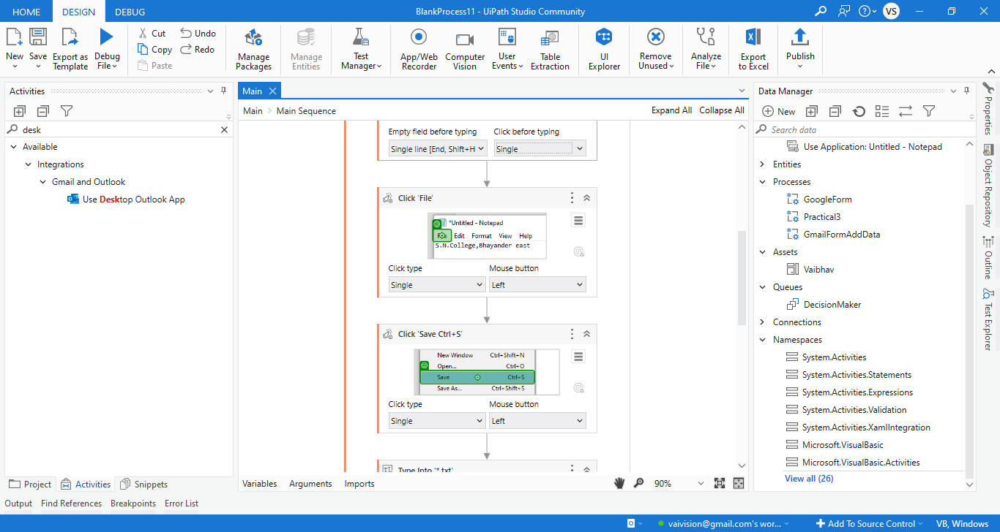 HOME DESIGN DEBUG BlankProcess11 - UiPath Studio Community VS
New Save Export as Template Debug File Cut Copy Paste Undo Redo Manage Packages Manage Entities Test Manager App/Web Recorder Computer Vision User Events Table Extraction UI Explorer Remove Unused Analyze File Export to Excel Publish
Activities
desk
Available
Integrations
Gmail and Outlook
Use Desktop Outlook App
Project Activities Snippets
Main
Main Main Sequence Expand All Collapse All
Empty field before typing Click before typing
Single line [End, Shift+H Single
Click 'File'
*Untitled - Notepad
File Edit Format View Help
S.N.College,Bhayander east
Click type Mouse button
Single Left
Click 'Save Ctrl+S'
New Window Ctrl+Shift+N
Open... Ctrl+O
Save Ctrl+S
Save As... Ctrl+Shift+S
Click type Mouse button
Single Left
Type Into '*.txt'
Variables Arguments Imports 90%
Data Manager
New
Search data
Use Application: Untitled - Notepad
Entities
Processes
GoogleForm
Practical3
GmailFormAddData
Assets
Vaibhav
Queues
DecisionMaker
Connections
Namespaces
System.Activities
System.Activities.Statements
System.Activities.Expressions
System.Activities.Validation
System.Activities.XamlIntegration
Microsoft.VisualBasic
Microsoft.VisualBasic.Activities
View all (26)
Properties
Object Repository
Outline
Test Explorer
Output Find References Breakpoints Error List
vaivision@gmail.com's wor... Add To Source Control VB, Windows